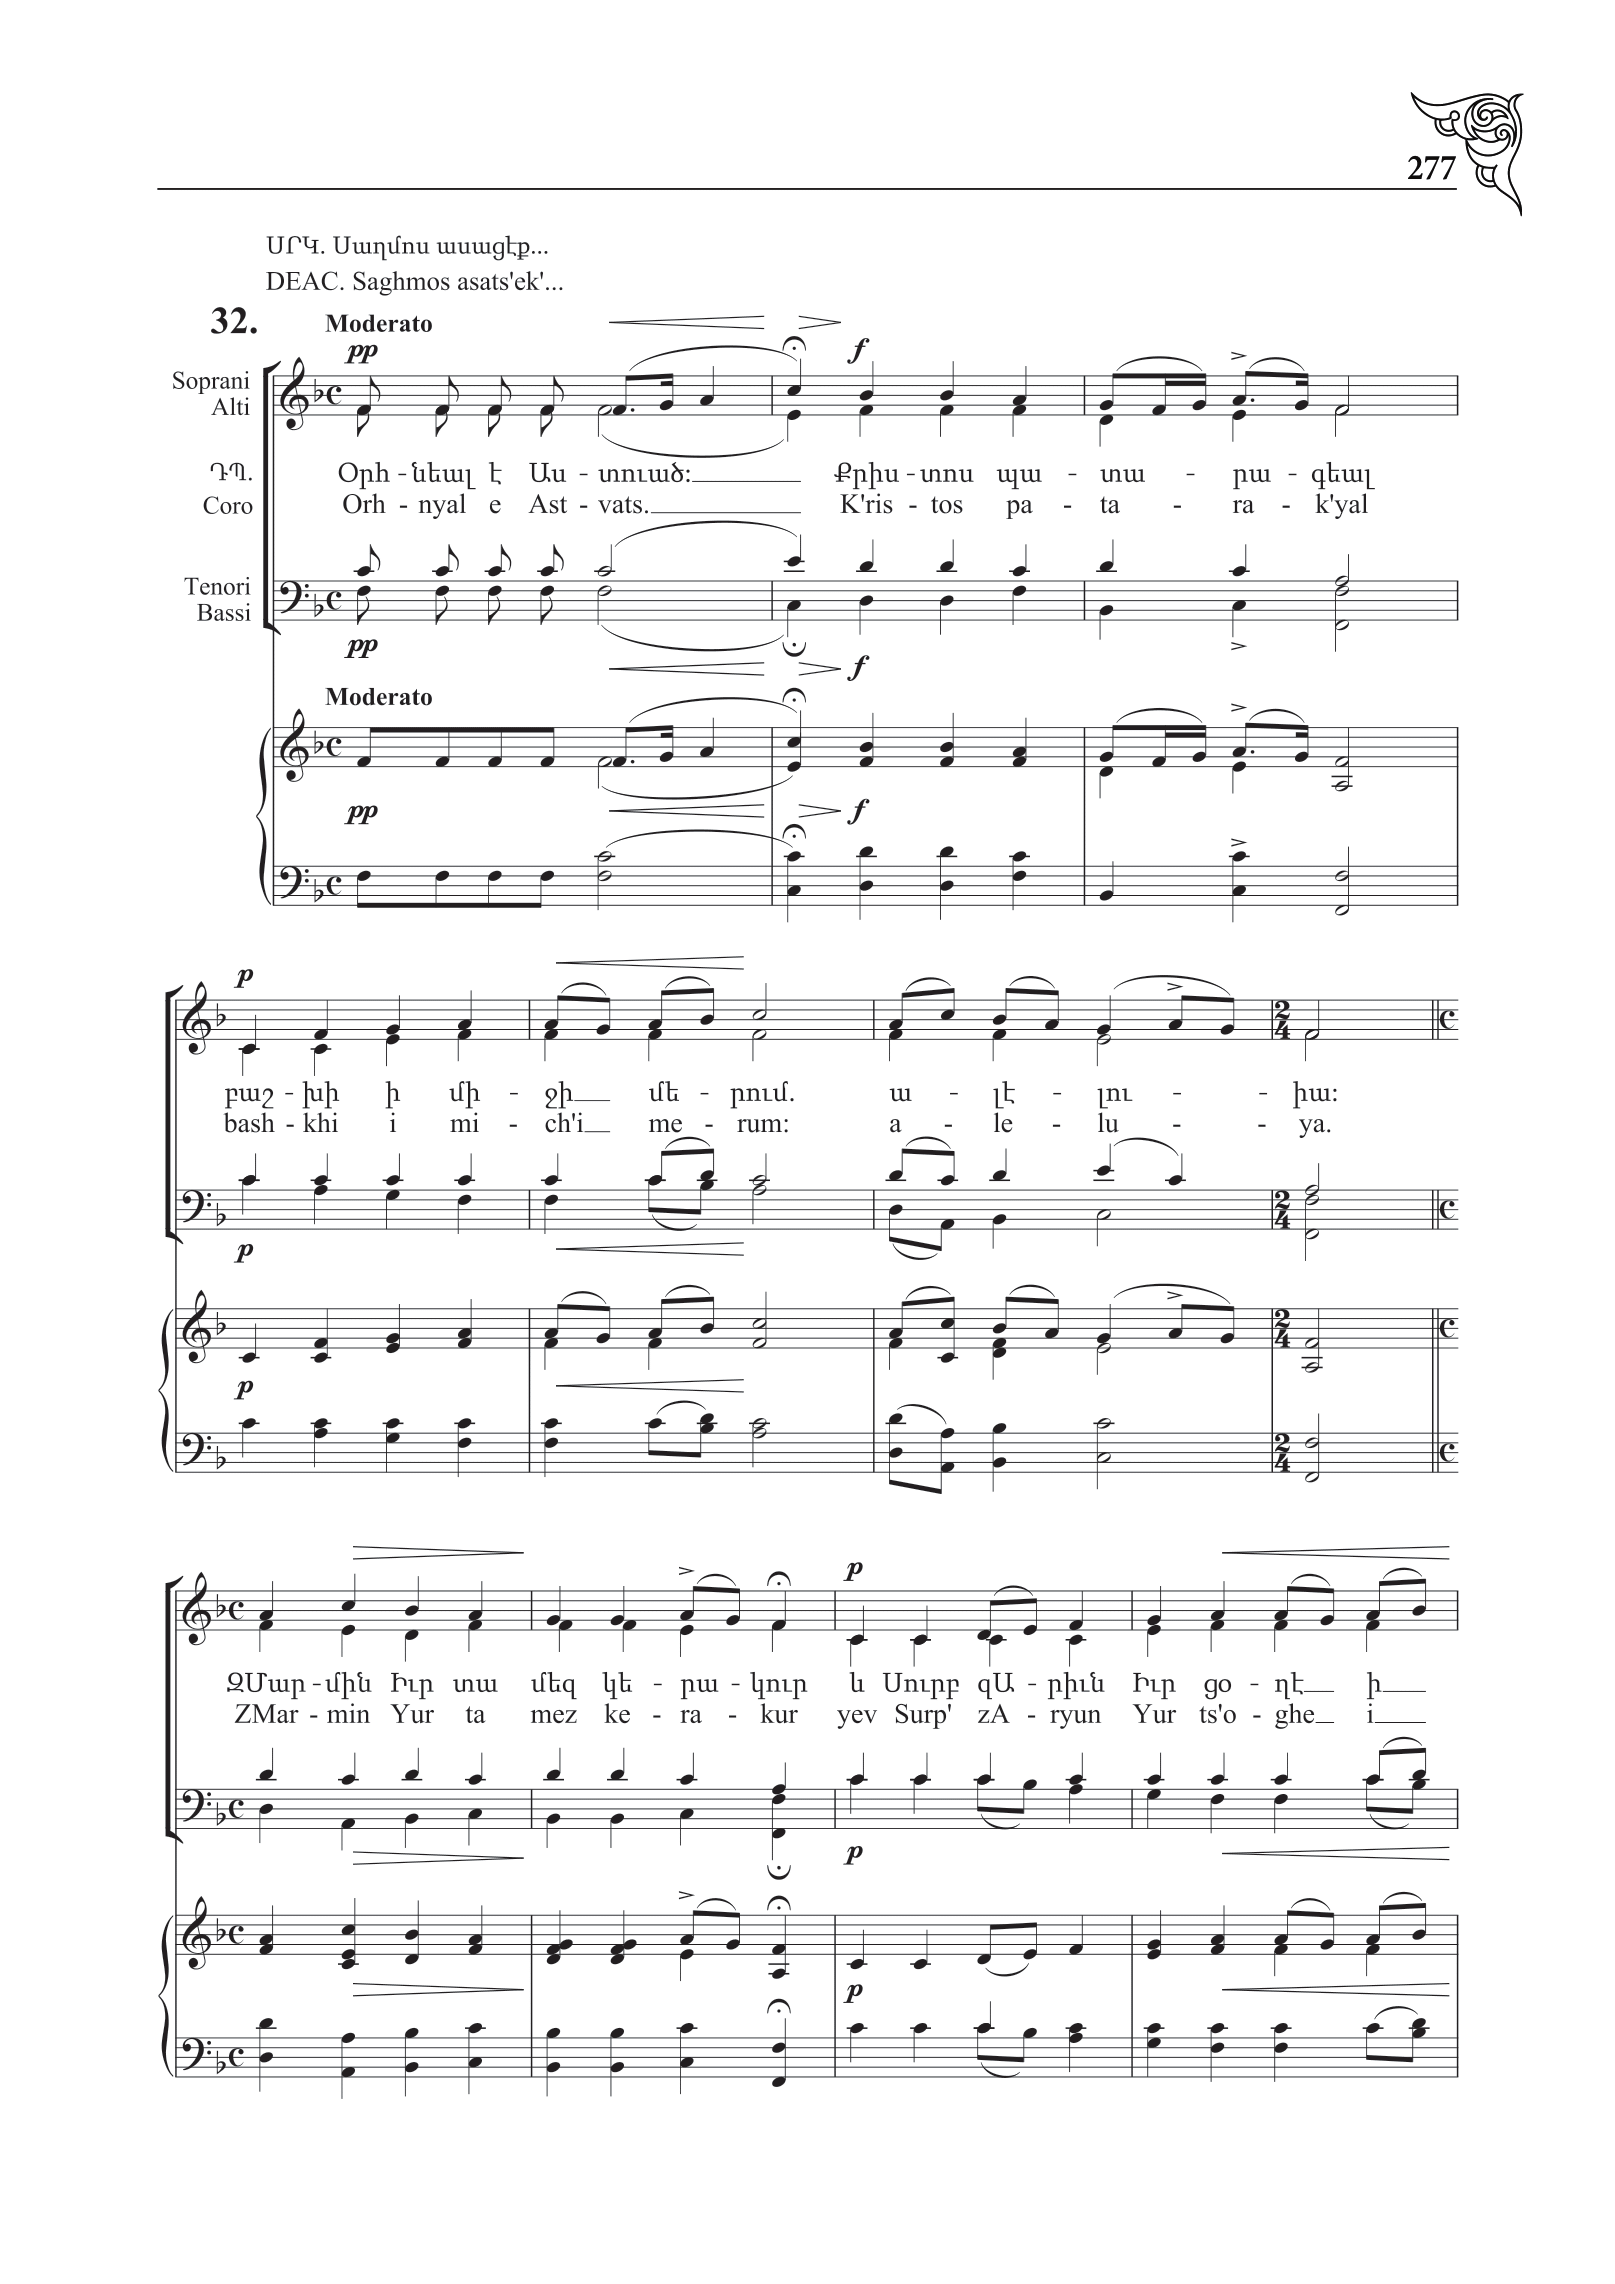 277
ՍՐԿ. Սաղմոս ասացէք...
DEAC. Saghmos asats'ek'...
32.
Moderato
pp
f
Soprani
Alti
ԴՊ. Օրհ - նեալ է Աս - տուած: Քրիս - տոս պա - տա - րա - գեալ
Coro Orh - nyal e Ast - vats. K'ris - tos pa - ta - ra - k'yal
Tenori
Bassi
pp
f
Moderato
pp
f
p
բաշ - խի ի մի - ջի մե - րում. ա - լէ - լու - - իա:
bash - khi i mi - ch'i me - rum: a - le - lu - - ya.
p
p
p
ԶՄար - մին Իւր տա մեզ կե - րա - կուր և Սուրբ զԱ - րիւն Իւր ցօ - ղէ ի
ZMar - min Yur ta mez ke - ra - kur yev Surp' zA - ryun Yur ts'o - ghe i
p
p